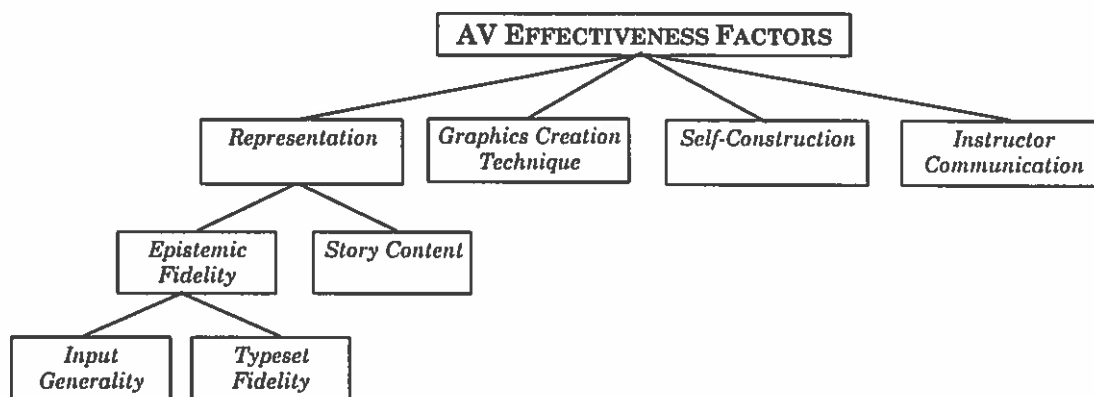 AV EFFECTIVENESS FACTORS
Representation
Graphics Creation
Technique
Self-Construction
Instructor
Communication
Epistemic
Fidelity
Story Content
Input
Generality
Typeset
Fidelity